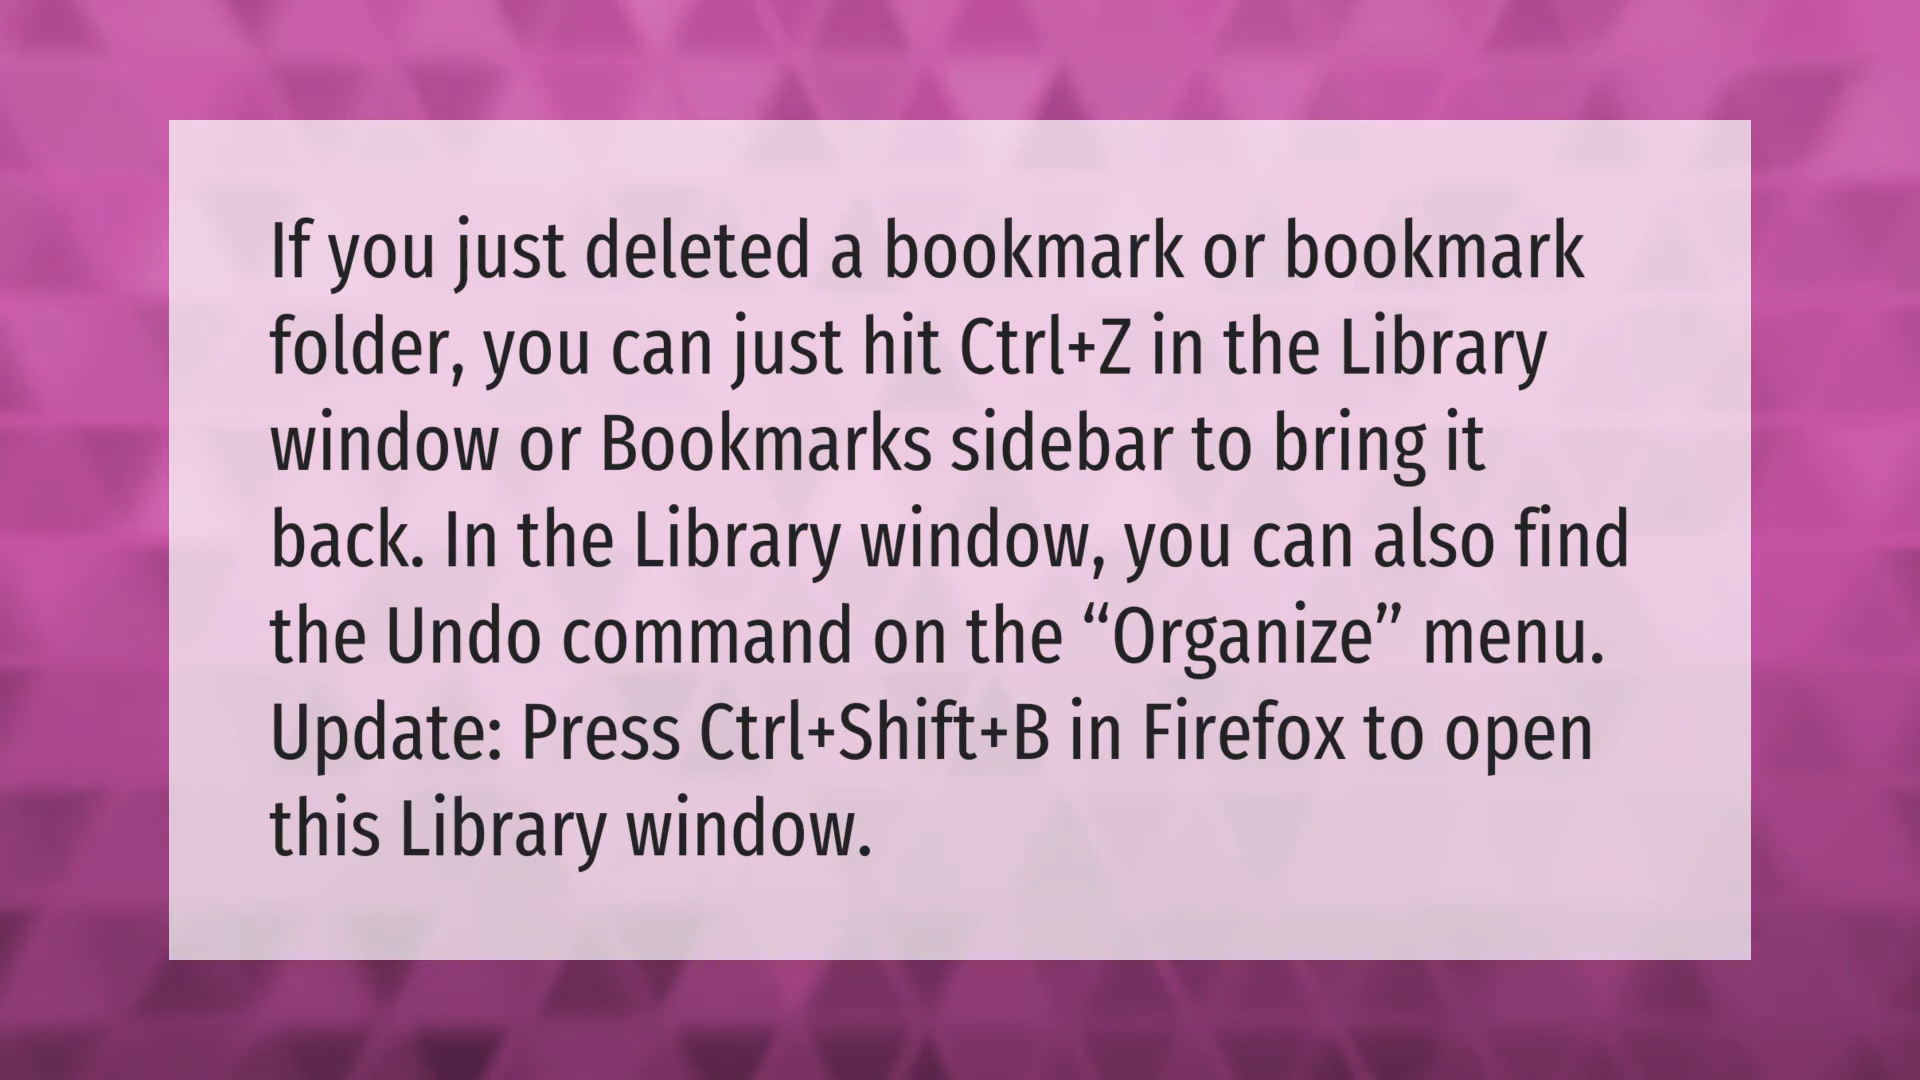 If you just deleted a bookmark or bookmark
folder, you can just hit Ctrl+Z in the Library
window or Bookmarks sidebar to bring it
back. In the Library window, you can also find
the Undo command on the “Organize” menu.
Update: Press Ctrl+Shift+B in Firefox to open
this Library window.